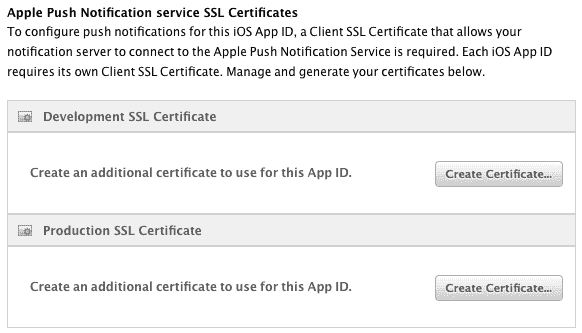 Apple Push Notification service SSL Certificates
To configure push notifications for this iOS App ID, a Client SSL Certificate that allows your
notification server to connect to the Apple Push Notification Service is required. Each iOS App ID
requires its own Client SSL Certificate. Manage and generate your certificates below.
Development SSL Certificate
Create an additional certificate to use for this App ID.
Create Certificate...
Production SSL Certificate
Create an additional certificate to use for this App ID.
Create Certificate...